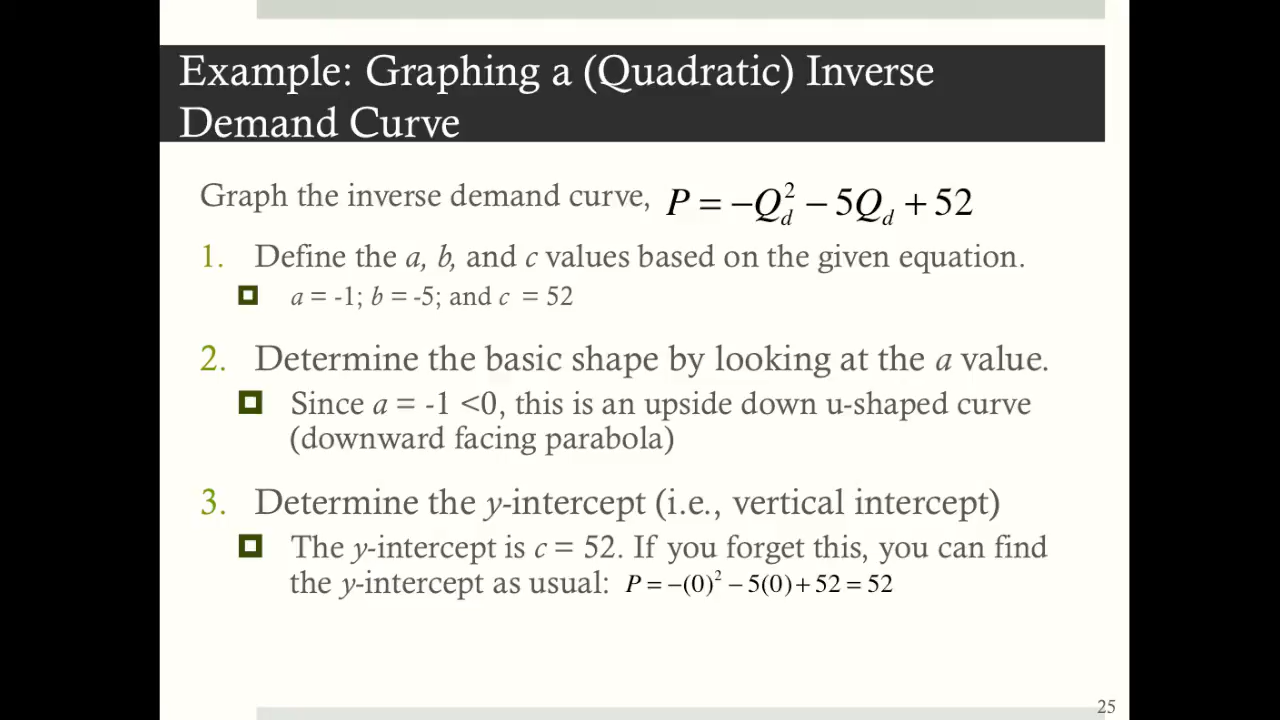 Example: Graphing a (Quadratic) Inverse
Demand Curve
Graph the inverse demand curve, P = −Q_d^2 − 5Q_d + 52
1. Define the a, b, and c values based on the given equation.
a = -1; b = -5; and c = 52
2. Determine the basic shape by looking at the a value.
Since a = -1 <0, this is an upside down u-shaped curve
(downward facing parabola)
3. Determine the y-intercept (i.e., vertical intercept)
The y-intercept is c = 52. If you forget this, you can find
the y-intercept as usual: P = −(0)^2 − 5(0) + 52 = 52
25